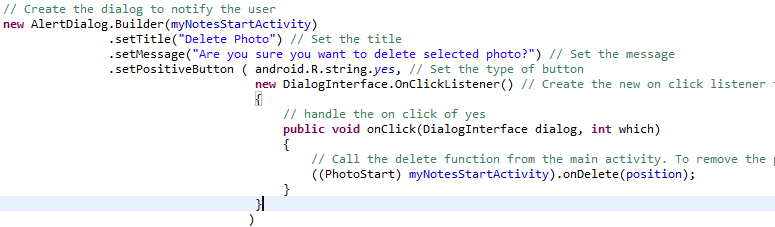 // Create the dialog to notify the user
new AlertDialog.Builder(myNotesStartActivity)
.setTitle("Delete Photo") // Set the title
.setMessage("Are you sure you want to delete selected photo?") // Set the message
.setPositiveButton ( android.R.string.yes, // Set the type of button
new DialogInterface.OnClickListener() // Create the new on click listener
{
// handle the on click of yes
public void onClick(DialogInterface dialog, int which)
{
// Call the delete function from the main activity. To remove the
((PhotoStart) myNotesStartActivity).onDelete(position);
}
}
)